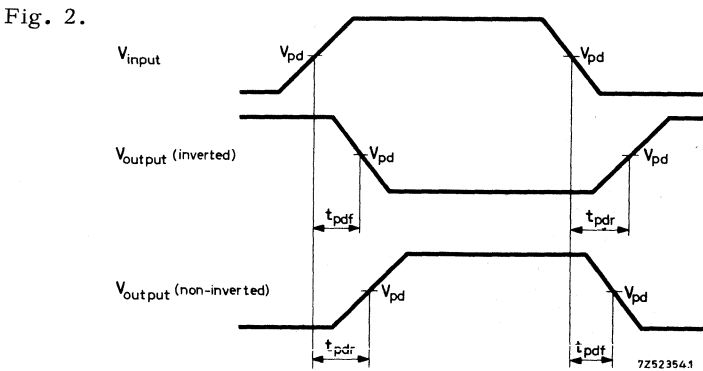 Fig. 2.
Vinput
Vpd
Vpd
Voutput (inverted)
Vpd
Vpd
tpdf
tpdr
Voutput (non-inverted)
Vpd
Vpd
tpdr
tpdf
7Z52354.1